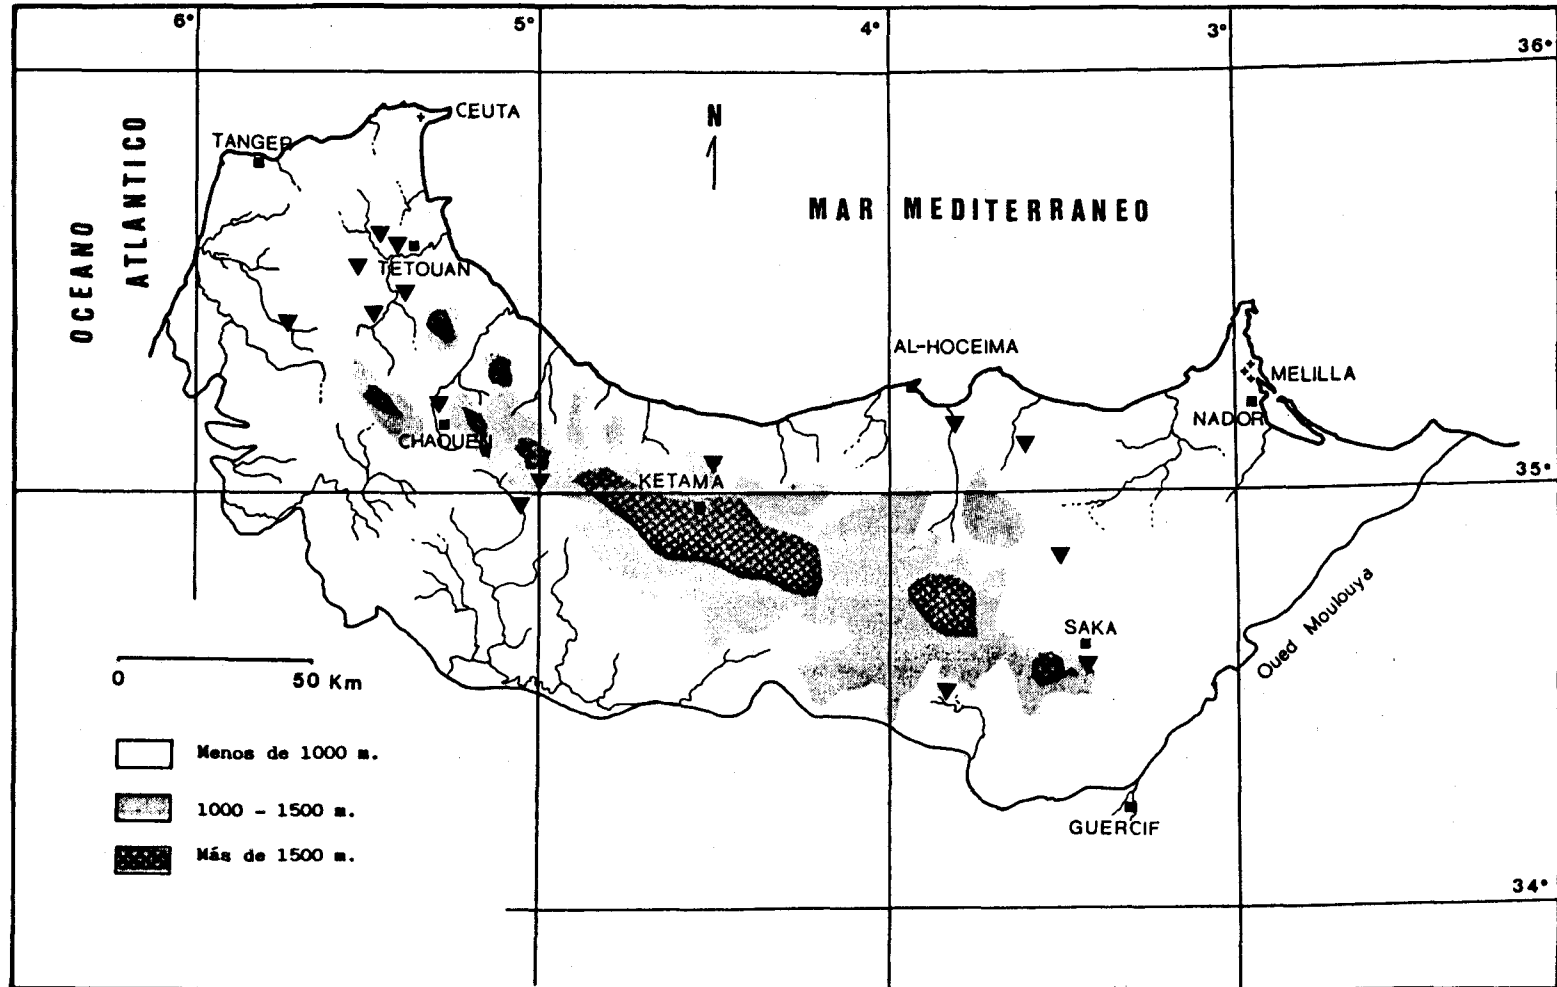 6° 5° 4° 3°
36°
CEUTA
TANGER
N
OCEANO
ATLANTICO
MAR MEDITERRANEO
TETOUAN
AL-HOCEIMA
MELILLA
NADOR
CHAOUEN
35°
KETAMA
SAKA
Oued Moulouya
0 50 Km
Menos de 1000 m.
1000 - 1500 m.
Más de 1500 m.
GUERCIF
34°